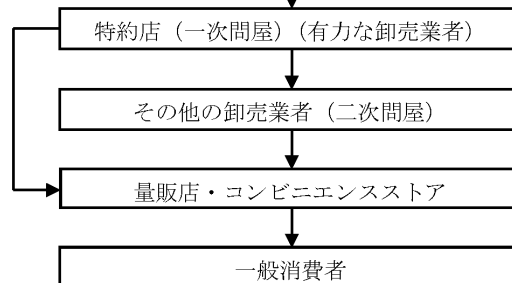 特約店（一次問屋）（有力な卸売業者）
その他の卸売業者（二次問屋）
量販店・コンビニエンスストア
一般消費者